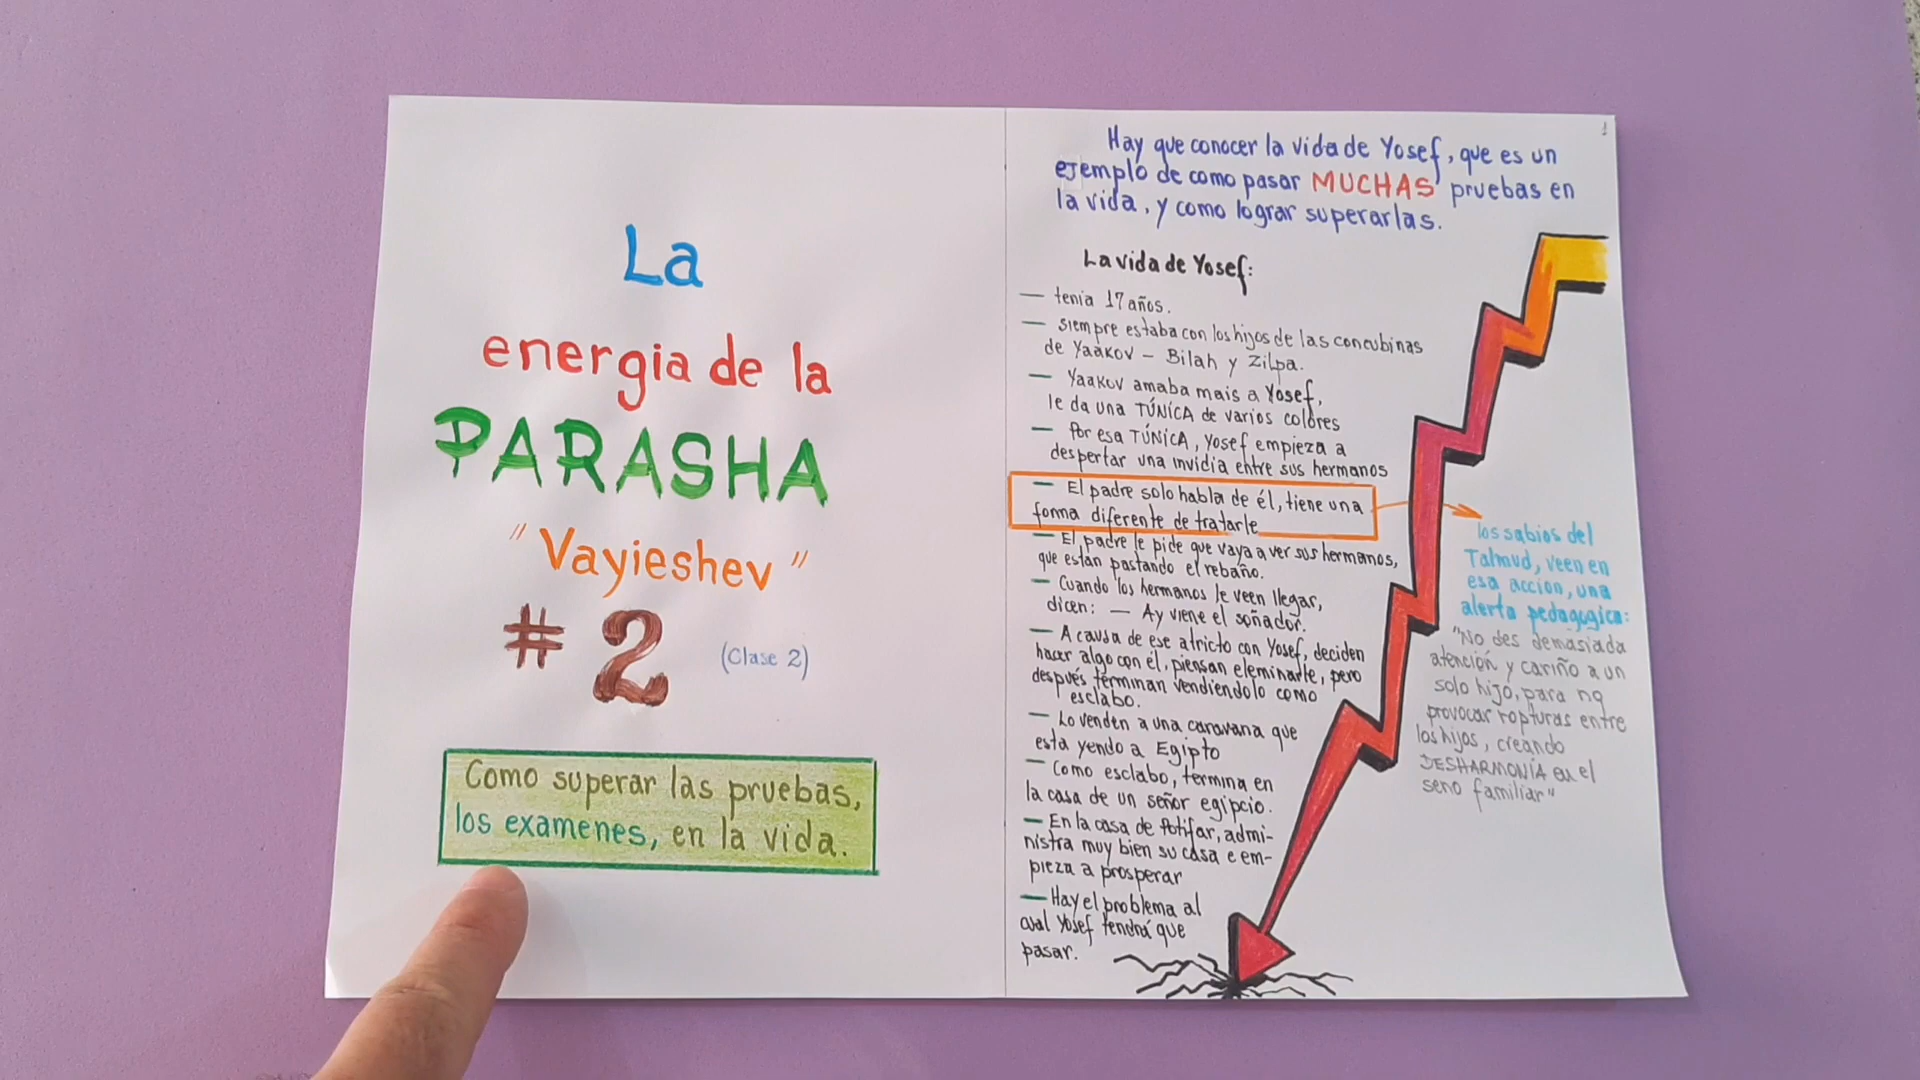 La
energia de la
PARASHA
"Vayieshev"
# 2 (Clase 2)
Como superar las pruebas,
los examenes, en la vida.
1
Hay que conocer la vida de Yosef, que es un
ejemplo de como pasar MUCHAS pruebas en
la vida, y como lograr superarlas.
La vida de Yosef:
— tenia 17 años.
— siempre estaba con los hijos de las concubinas
de Yaakov – Bilah y Zilpa.
— Yaakov amaba mais a Yosef,
le da una TÚNICA de varios colores
— Por esa TÚNICA, Yosef empieza a
despertar una invidia entre sus hermanos
— El padre solo habla de él, tiene una
forma diferente de tratarle
— El padre le pide que vaya a ver sus hermanos,
que estan pastando el rebaño.
— Cuando los hermanos le veen llegar,
dicen: — Ay viene el soñador.
— A causa de ese atricto con Yosef, deciden
hacer algo con él, piensan eleminarle, pero
después terminan vendiendolo como
esclabo.
— Lo venden a una caravana que
esta yendo a Egipto
— Como esclabo, termina en
la casa de un señor egipcio.
— En la casa de Potifar, admi-
nistra muy bien su casa e em-
pieza a prosperar
— Hay el problema al
cual Yosef tendrá que
pasar.
los sabios del
Talmud, veen en
esa accion, una
alerta pedagogica:
"No des demasiada
atención y cariño a un
solo hijo, para no
provocar ropturas entre
los hijos, creando
DESHARMONÍA en el
seno familiar"